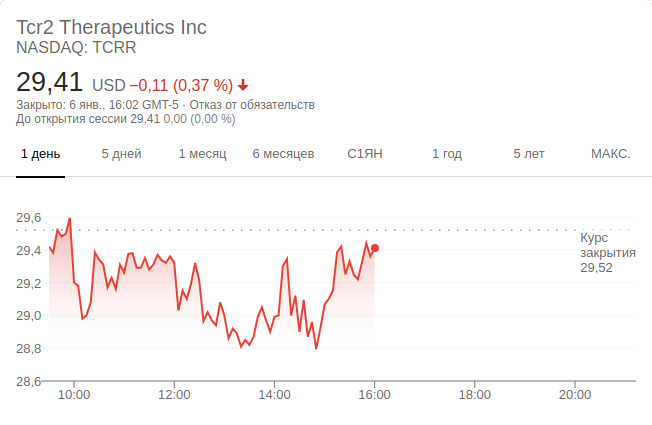 Tcr2 Therapeutics Inc
NASDAQ: TCRR
29,41 USD −0,11 (0,37 %)
Закрыто: 6 янв., 16:02 GMT-5 · Отказ от обязательств
До открытия сессии 29,41 0,00 (0,00 %)
1 день 5 дней 1 месяц 6 месяцев С1ЯН 1 год 5 лет МАКС.
29,6
Курс
закрытия
29,52
29,4
29,2
29,0
28,8
28,6
10:00 12:00 14:00 16:00 18:00 20:00